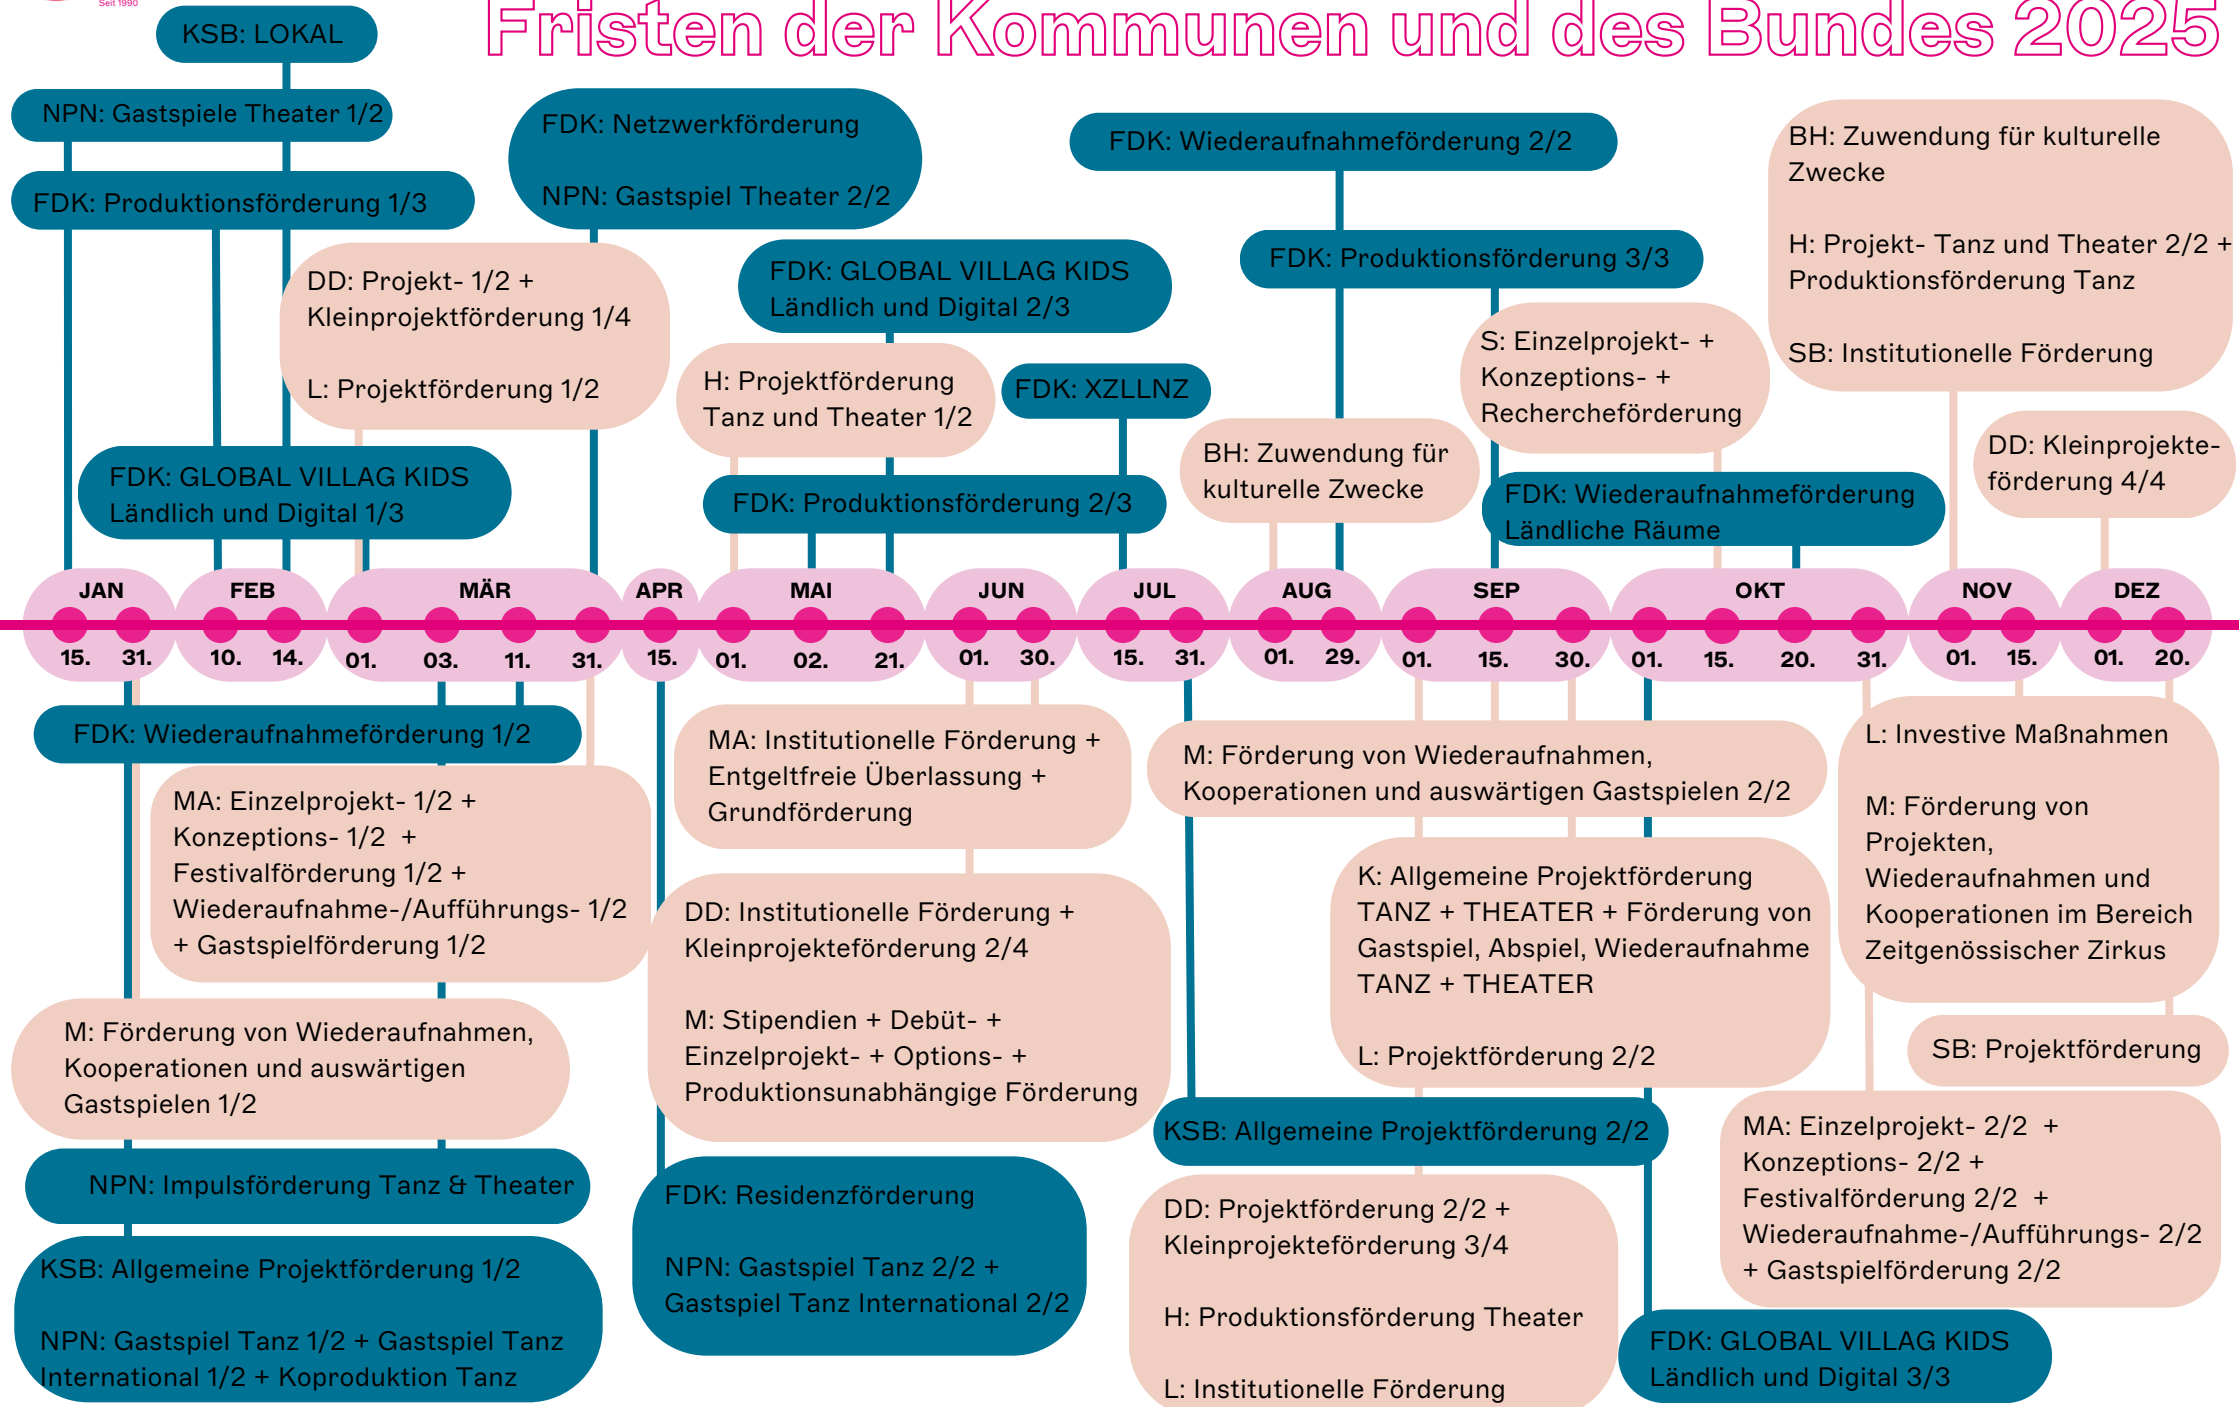 Seit 1990
Fristen der Kommunen und des Bundes 2025
KSB: LOKAL
NPN: Gastspiele Theater 1/2
FDK: Produktionsförderung 1/3
DD: Projekt- 1/2 +
Kleinprojektförderung 1/4
L: Projektförderung 1/2
FDK: GLOBAL VILLAG KIDS
Ländlich und Digital 1/3
FDK: Netzwerkförderung
NPN: Gastspiel Theater 2/2
FDK: GLOBAL VILLAG KIDS
Ländlich und Digital 2/3
H: Projektförderung
Tanz und Theater 1/2
FDK: XZLLNZ
FDK: Produktionsförderung 2/3
FDK: Wiederaufnahmeförderung 2/2
FDK: Produktionsförderung 3/3
BH: Zuwendung für
kulturelle Zwecke
S: Einzelprojekt- +
Konzeptions- +
Rechercheförderung
FDK: Wiederaufnahmeförderung
Ländliche Räume
BH: Zuwendung für kulturelle
Zwecke
H: Projekt- Tanz und Theater 2/2 +
Produktionsförderung Tanz
SB: Institutionelle Förderung
DD: Kleinprojekte-
förderung 4/4
JAN FEB MÄR APR MAI JUN JUL AUG SEP OKT NOV DEZ
15. 31. 10. 14. 01. 03. 11. 31. 15. 01. 02. 21. 01. 30. 15. 31. 01. 29. 01. 15. 30. 01. 15. 20. 31. 01. 15. 01. 20.
FDK: Wiederaufnahmeförderung 1/2
MA: Einzelprojekt- 1/2 +
Konzeptions- 1/2 +
Festivalförderung 1/2 +
Wiederaufnahme-/Aufführungs- 1/2
+ Gastspielförderung 1/2
M: Förderung von Wiederaufnahmen,
Kooperationen und auswärtigen
Gastspielen 1/2
NPN: Impulsförderung Tanz & Theater
KSB: Allgemeine Projektförderung 1/2
NPN: Gastspiel Tanz 1/2 + Gastspiel Tanz
International 1/2 + Koproduktion Tanz
MA: Institutionelle Förderung +
Entgeltfreie Überlassung +
Grundförderung
DD: Institutionelle Förderung +
Kleinprojekteförderung 2/4
M: Stipendien + Debüt- +
Einzelprojekt- + Options- +
Produktionsunabhängige Förderung
FDK: Residenzförderung
NPN: Gastspiel Tanz 2/2 +
Gastspiel Tanz International 2/2
M: Förderung von Wiederaufnahmen,
Kooperationen und auswärtigen Gastspielen 2/2
K: Allgemeine Projektförderung
TANZ + THEATER + Förderung von
Gastspiel, Abspiel, Wiederaufnahme
TANZ + THEATER
L: Projektförderung 2/2
KSB: Allgemeine Projektförderung 2/2
DD: Projektförderung 2/2 +
Kleinprojekteförderung 3/4
H: Produktionsförderung Theater
L: Institutionelle Förderung
L: Investive Maßnahmen
M: Förderung von
Projekten,
Wiederaufnahmen und
Kooperationen im Bereich
Zeitgenössischer Zirkus
SB: Projektförderung
MA: Einzelprojekt- 2/2 +
Konzeptions- 2/2 +
Festivalförderung 2/2 +
Wiederaufnahme-/Aufführungs- 2/2
+ Gastspielförderung 2/2
FDK: GLOBAL VILLAG KIDS
Ländlich und Digital 3/3